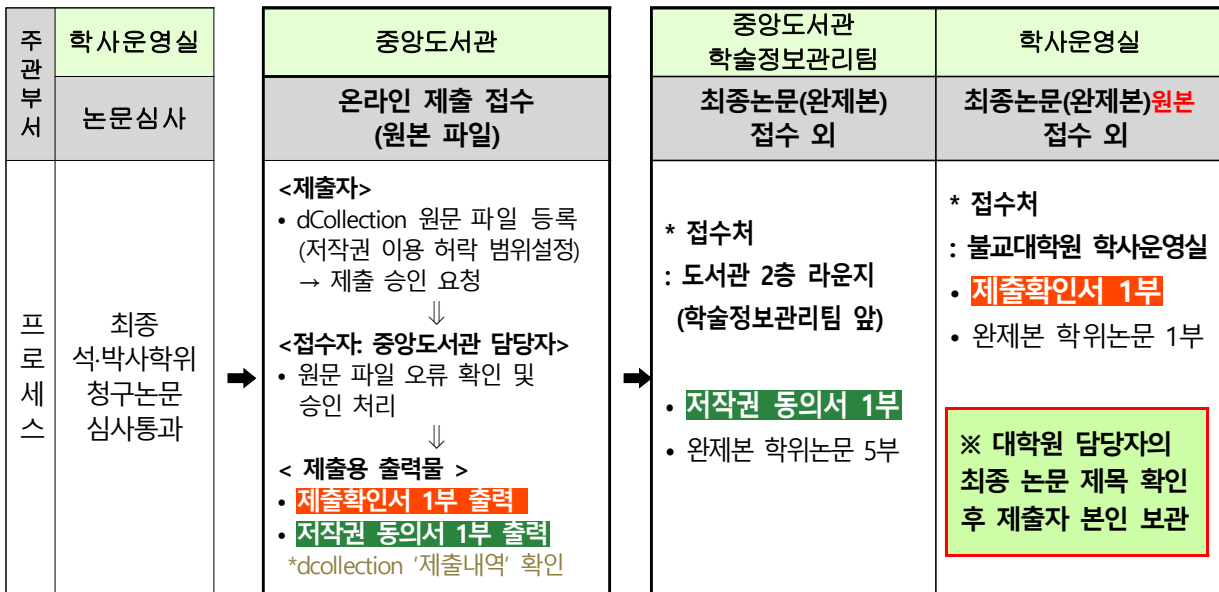 주
관
부
서
학사운영실
논문심사
프
로
세
스
최종
석·박사학위
청구논문
심사통과
➡
중앙도서관
온라인 제출 접수
(원본 파일)
<제출자>
• dCollection 원문 파일 등록
(저작권 이용 허락 범위설정)
→ 제출 승인 요청
⇓
<접수자: 중앙도서관 담당자>
• 원문 파일 오류 확인 및
승인 처리
⇓
< 제출용 출력물 >
• 제출확인서 1부 출력
• 저작권 동의서 1부 출력
*dcollection ‘제출내역’ 확인
➡
중앙도서관
학술정보관리팀
최종논문(완제본)
접수 외
* 접수처
: 도서관 2층 라운지
(학술정보관리팀 앞)
• 저작권 동의서 1부
• 완제본 학위논문 5부
학사운영실
최종논문(완제본)원본
접수 외
* 접수처
: 불교대학원 학사운영실
• 제출확인서 1부
• 완제본 학위논문 1부
※ 대학원 담당자의
최종 논문 제목 확인
후 제출자 본인 보관